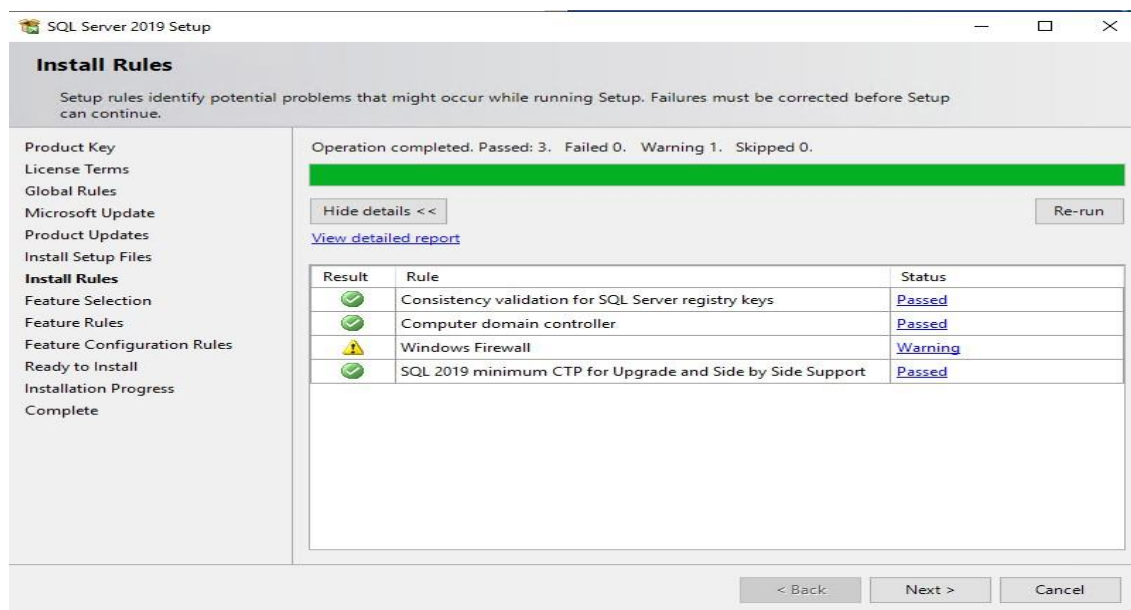 SQL Server 2019 Setup
Install Rules
Setup rules identify potential problems that might occur while running Setup. Failures must be corrected before Setup
can continue.
Product Key
License Terms
Global Rules
Microsoft Update
Product Updates
Install Setup Files
Install Rules
Feature Selection
Feature Rules
Feature Configuration Rules
Ready to Install
Installation Progress
Complete
Operation completed. Passed: 3. Failed 0. Warning 1. Skipped 0.
Hide details <<
Re-run
View detailed report
Result Rule Status
Consistency validation for SQL Server registry keys Passed
Computer domain controller Passed
Windows Firewall Warning
SQL 2019 minimum CTP for Upgrade and Side by Side Support Passed
< Back Next > Cancel